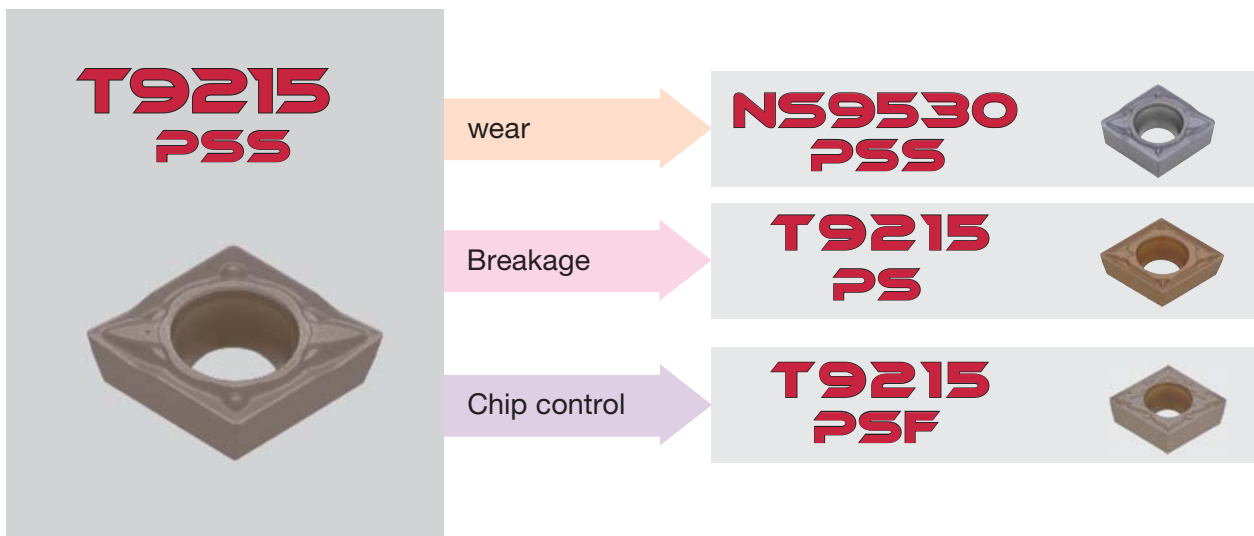 T9215
PSS
wear
NS9530
PSS
Breakage
T9215
PS
Chip control
T9215
PSF